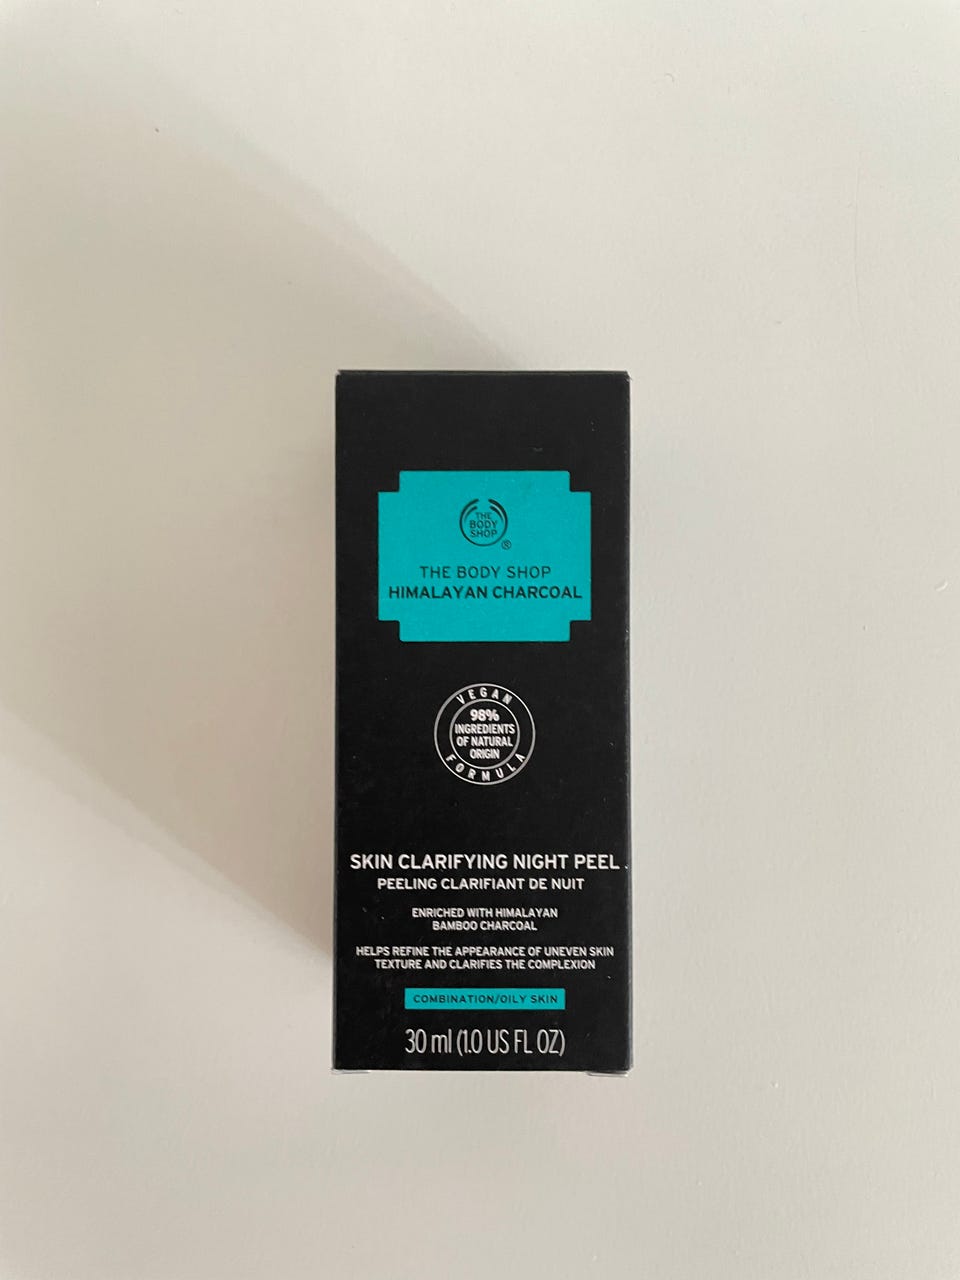 THE
BODY
SHOP
®
THE BODY SHOP
HIMALAYAN CHARCOAL
VEGAN
98%
INGREDIENTS
OF NATURAL
ORIGIN
FORMULA
SKIN CLARIFYING NIGHT PEEL
PEELING CLARIFIANT DE NUIT
ENRICHED WITH HIMALAYAN
BAMBOO CHARCOAL
HELPS REFINE THE APPEARANCE OF UNEVEN SKIN
TEXTURE AND CLARIFIES THE COMPLEXION
COMBINATION/OILY SKIN
30 ml (1.0 US FL OZ)